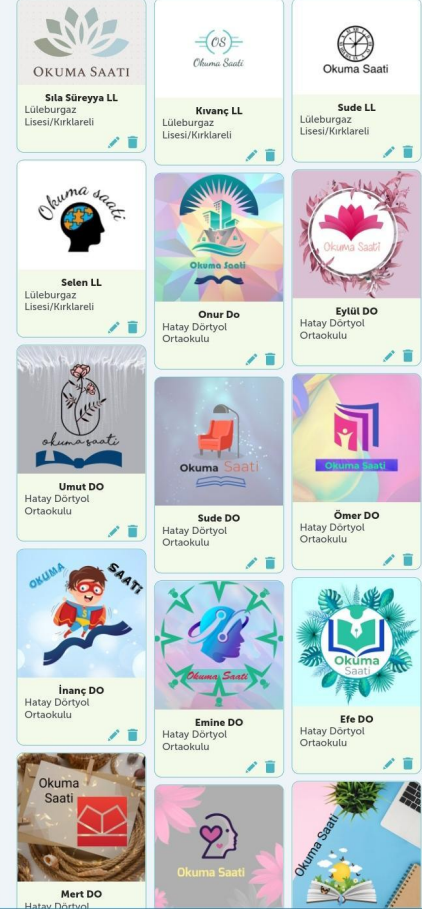 OKUMA SAATI
Sıla Süreyya LL
Lüleburgaz
Lisesi/Kırklareli
Okuma saati
Selen LL
Lüleburgaz
Lisesi/Kırklareli
okuma saati
Umut DO
Hatay Dörtyol
Ortaokulu
OKUMA SAATI
İnanç DO
Hatay Dörtyol
Ortaokulu
Okuma
Saati
Mert DO
Hatay Dörtyol
OS
Okuma Saati
Kıvanç LL
Lüleburgaz
Lisesi/Kırklareli
Okuma Saati
Onur Do
Hatay Dörtyol
Ortaokulu
Okuma Saati
Sude DO
Hatay Dörtyol
Ortaokulu
Okuma Saati
Emine DO
Hatay Dörtyol
Ortaokulu
Okuma Saati
Okuma Saati
Sude LL
Lüleburgaz
Lisesi/Kırklareli
Okuma Saati
Eylül DO
Hatay Dörtyol
Ortaokulu
Okuma Saati
Ömer DO
Hatay Dörtyol
Ortaokulu
Okuma
Saati
Efe DO
Hatay Dörtyol
Ortaokulu
Okuma Saati